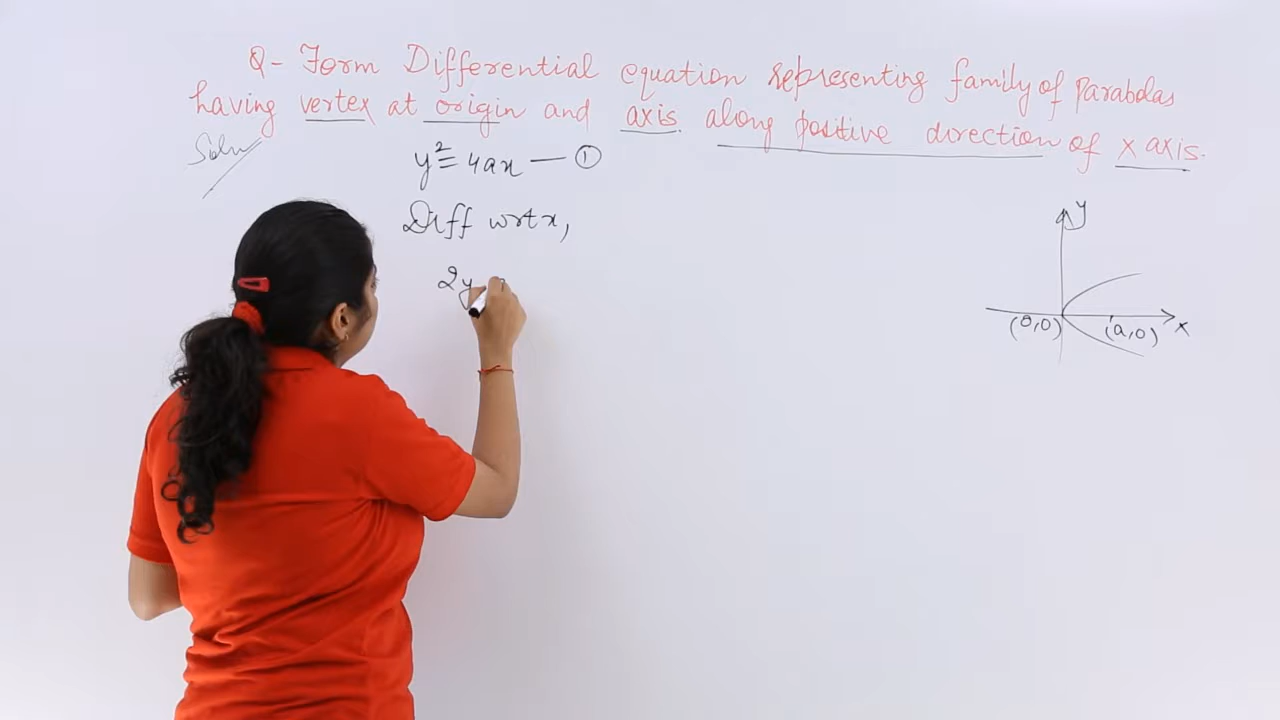 Q- Form Differential equation representing family of Parabolas
having vertex at origin and axis along positive direction of x axis.
Soln
y² = 4ax — ①
Diff wrt x,
2y
y
(0,0) (a,0) x